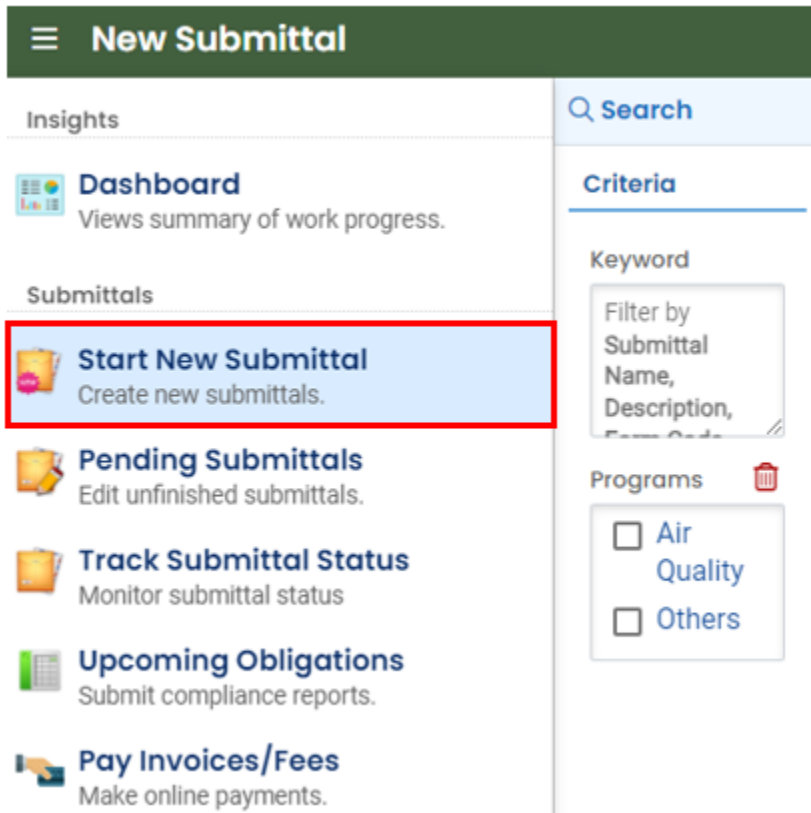 New Submittal
Insights
Dashboard
Views summary of work progress.
Submittals
Start New Submittal
Create new submittals.
Pending Submittals
Edit unfinished submittals.
Track Submittal Status
Monitor submittal status
Upcoming Obligations
Submit compliance reports.
Pay Invoices/Fees
Make online payments.
Search
Criteria
Keyword
Filter by
Submittal
Name,
Description,
Form Code
Programs
Air
Quality
Others